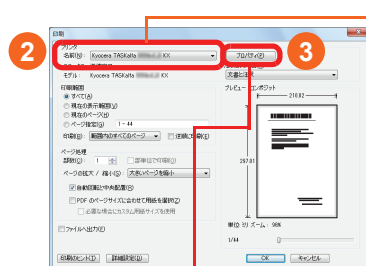 印刷
プリンタ
名前(N): Kyocera TASKalfa KX
プロパティ(P)
2
3
モデル: Kyocera TASKalfa KX
文書と注釈
印刷範囲
すべて(A)
現在の表示範囲(V)
現在のページ(U)
ページ指定(G) 1 - 44
印刷(B): 範囲内のすべてのページ
逆順に印刷(E)
プレビュー: コンポジット
210.02
297.01
ページ処理
部数(C): 1
部単位で印刷(O)
ページの拡大 / 縮小(S): 大きいページを縮小
自動回転と中央配置(R)
PDF のページサイズに合わせて用紙を選択(Z)
必要な場合にカスタム用紙サイズを使用
ファイルへ出力(F)
単位: ズーム: 98%
1/44
印刷のヒント(T)
詳細設定(D)
OK
キャンセル